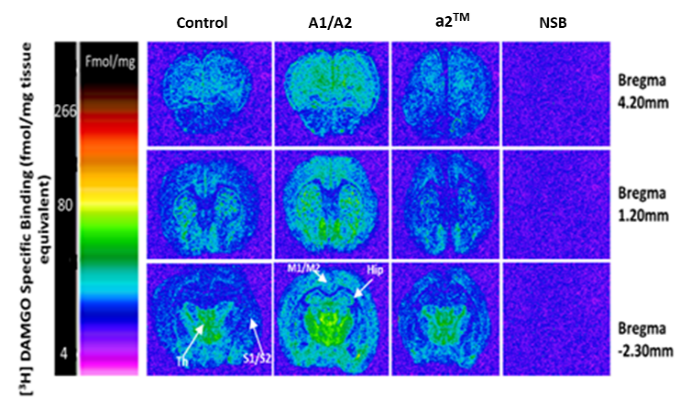 Control A1/A2 a2TM NSB
[3H] DAMGO Specific Binding (fmol/mg tissue
equivalent)
Fmol/mg
266
80
4
Bregma
4.20mm
Bregma
1.20mm
M1/M2 Hip
Th S1/S2
Bregma
-2.30mm